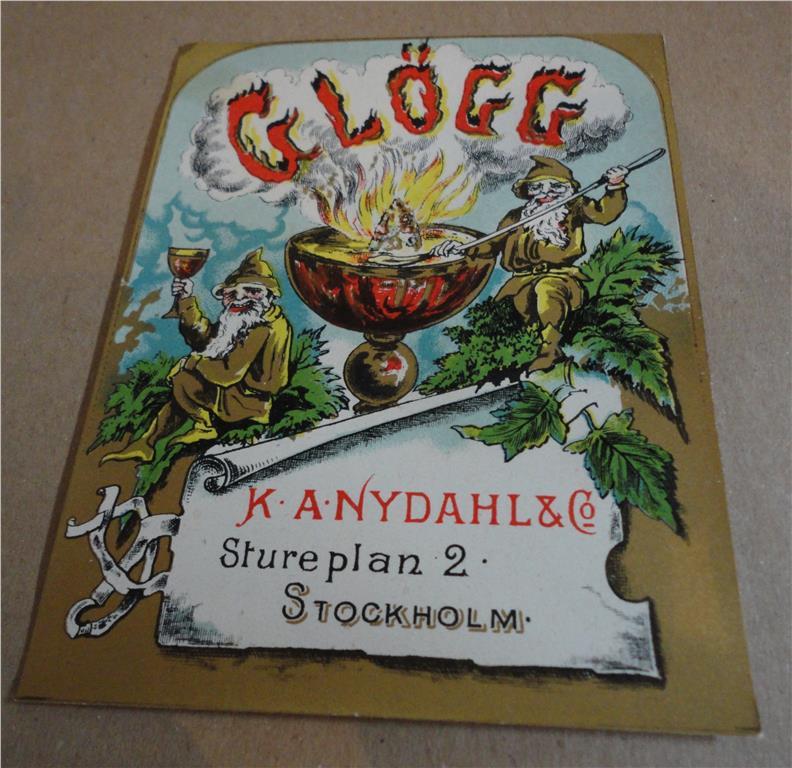 GLÖGG
K·A·NYDAHL & Co
Stureplan 2·
STOCKHOLM·